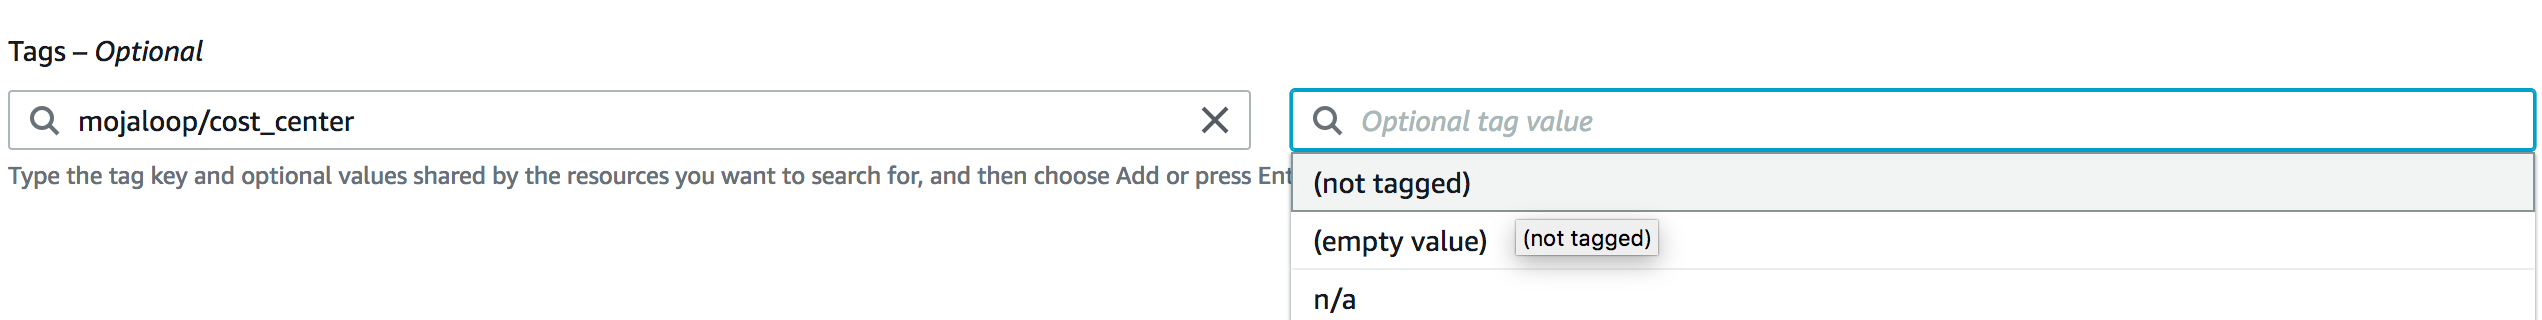 Tags – Optional
mojaloop/cost_center
Optional tag value
Type the tag key and optional values shared by the resources you want to search for, and then choose Add or press Ent
(not tagged)
(empty value)
(not tagged)
n/a